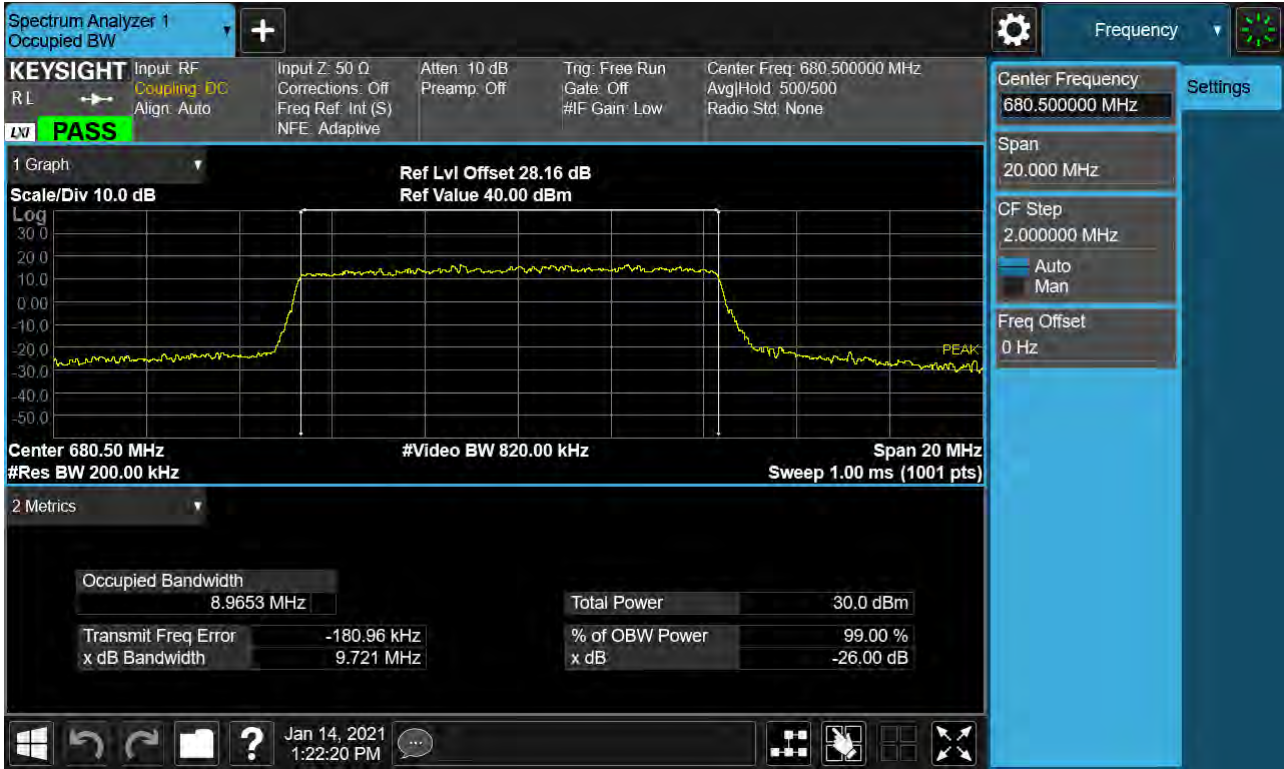 Spectrum Analyzer 1
Occupied BW
+
Frequency
KEYSIGHT
R L
LXI
PASS
Input: RF
Coupling: DC
Align: Auto
Input Z: 50 Ω
Corrections: Off
Freq Ref: Int (S)
NFE: Adaptive
Atten: 10 dB
Preamp: Off
Trig: Free Run
Gate: Off
#IF Gain: Low
Center Freq: 680.500000 MHz
Avg|Hold: 500/500
Radio Std: None
Center Frequency
680.500000 MHz
Settings
Span
20.000 MHz
CF Step
2.000000 MHz
Auto
Man
Freq Offset
0 Hz
1 Graph
Scale/Div 10.0 dB
Ref Lvl Offset 28.16 dB
Ref Value 40.00 dBm
Log
30.0
20.0
10.0
0.00
-10.0
-20.0
-30.0
-40.0
-50.0
PEAK
Center 680.50 MHz
#Video BW 820.00 kHz
Span 20 MHz
#Res BW 200.00 kHz
Sweep 1.00 ms (1001 pts)
2 Metrics
Occupied Bandwidth
8.9653 MHz
Total Power 30.0 dBm
Transmit Freq Error -180.96 kHz
% of OBW Power 99.00 %
x dB Bandwidth 9.721 MHz
x dB -26.00 dB
?
Jan 14, 2021
1:22:20 PM